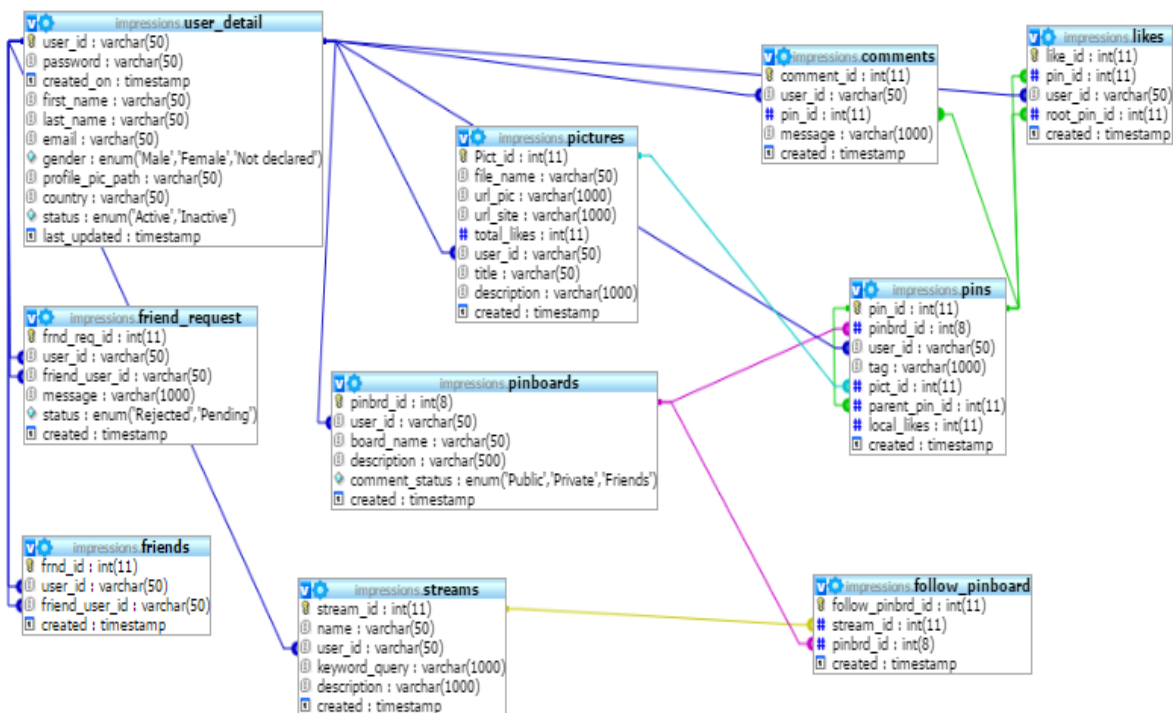 impressions.user_detail
user_id : varchar(50)
password : varchar(50)
created_on : timestamp
first_name : varchar(50)
last_name : varchar(50)
email : varchar(50)
gender : enum('Male','Female','Not declared')
profile_pic_path : varchar(50)
country : varchar(50)
status : enum('Active','Inactive')
last_updated : timestamp
impressions.comments
comment_id : int(11)
user_id : varchar(50)
pin_id : int(11)
message : varchar(1000)
created : timestamp
impressions.likes
like_id : int(11)
pin_id : int(11)
user_id : varchar(50)
root_pin_id : int(11)
created : timestamp
impressions.pictures
Pict_id : int(11)
file_name : varchar(50)
url_pic : varchar(1000)
url_site : varchar(1000)
total_likes : int(11)
user_id : varchar(50)
title : varchar(50)
description : varchar(1000)
created : timestamp
impressions.pins
pin_id : int(11)
pinbrd_id : int(8)
user_id : varchar(50)
tag : varchar(1000)
pict_id : int(11)
parent_pin_id : int(11)
local_likes : int(11)
created : timestamp
impressions.friend_request
frnd_req_id : int(11)
user_id : varchar(50)
friend_user_id : varchar(50)
message : varchar(1000)
status : enum('Rejected','Pending')
created : timestamp
impressions.pinboards
pinbrd_id : int(8)
user_id : varchar(50)
board_name : varchar(50)
description : varchar(500)
comment_status : enum('Public','Private','Friends')
created : timestamp
impressions.friends
frnd_id : int(11)
user_id : varchar(50)
friend_user_id : varchar(50)
created : timestamp
impressions.streams
stream_id : int(11)
name : varchar(50)
user_id : varchar(50)
keyword_query : varchar(1000)
description : varchar(1000)
created : timestamp
impressions.follow_pinboard
follow_pinbrd_id : int(11)
stream_id : int(11)
pinbrd_id : int(8)
created : timestamp